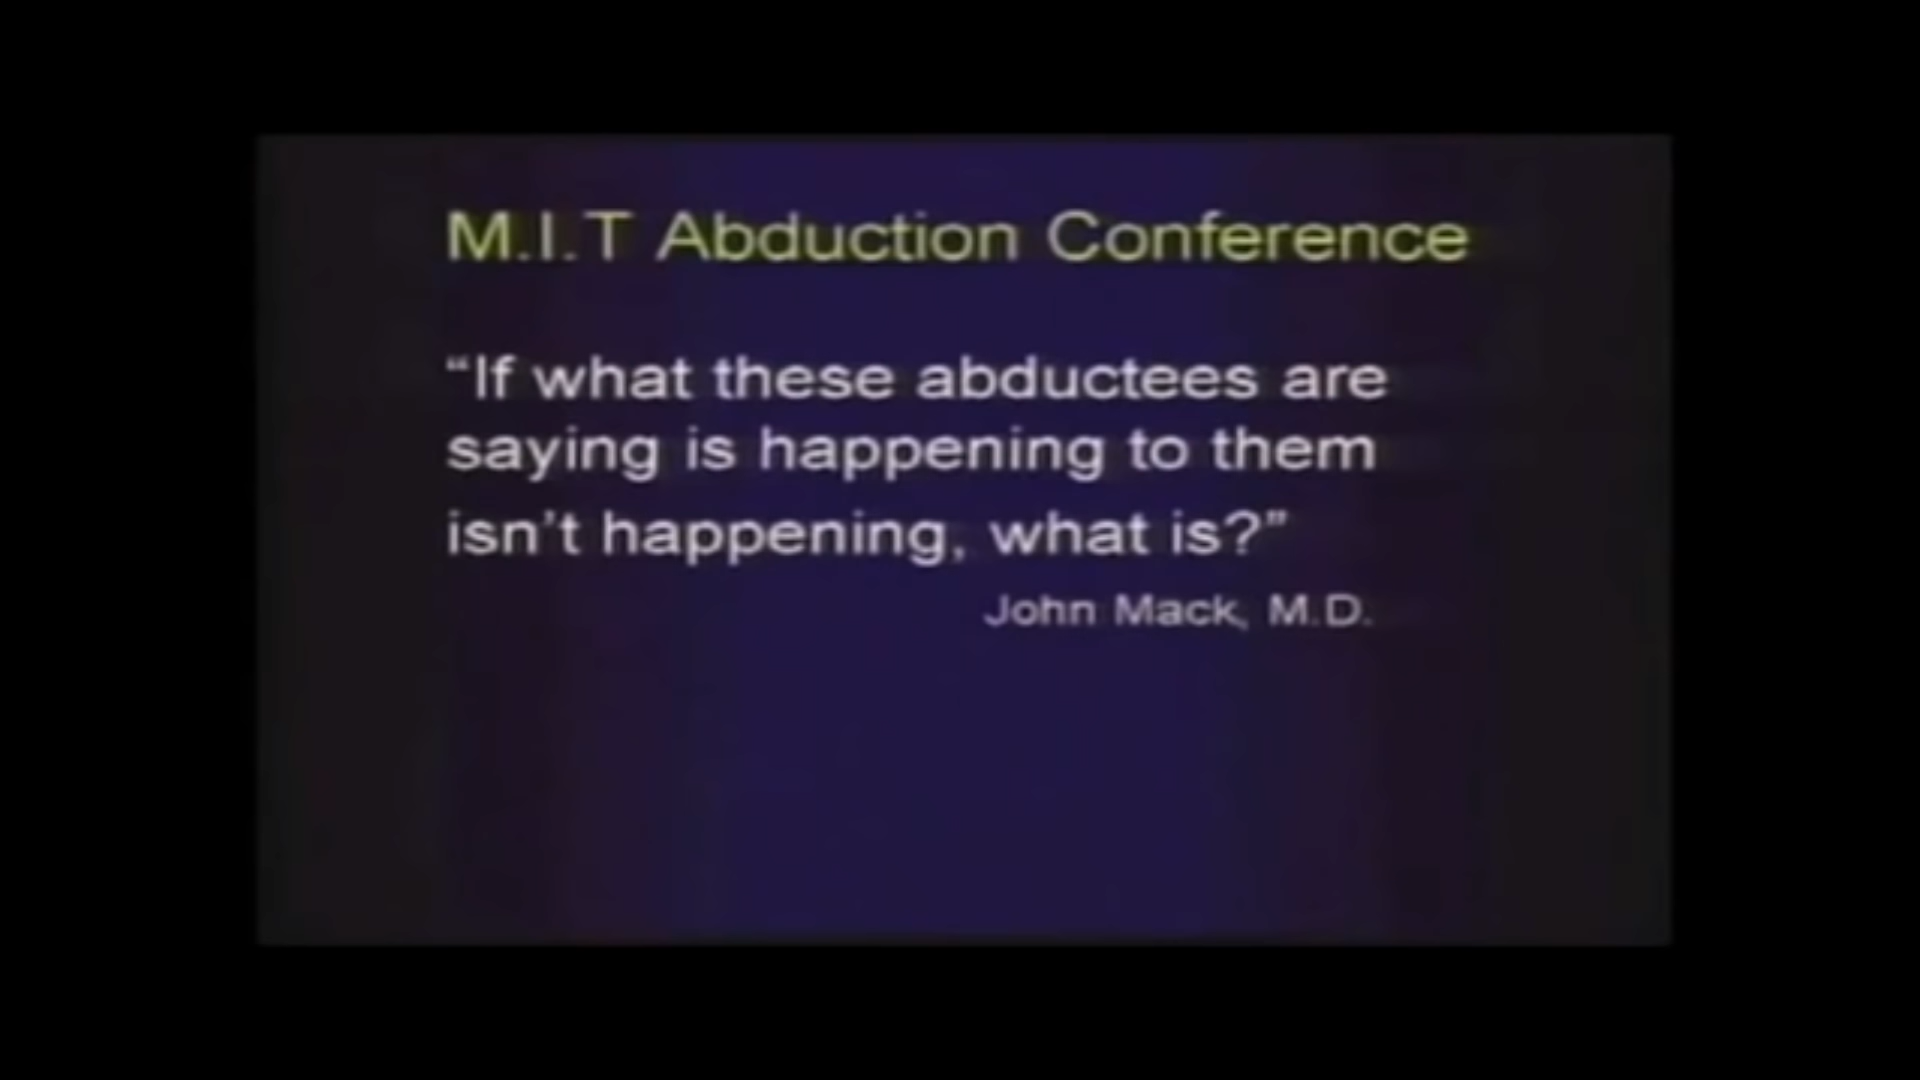 M.I.T Abduction Conference
“If what these abductees are
saying is happening to them
isn’t happening, what is?”
John Mack, M.D.